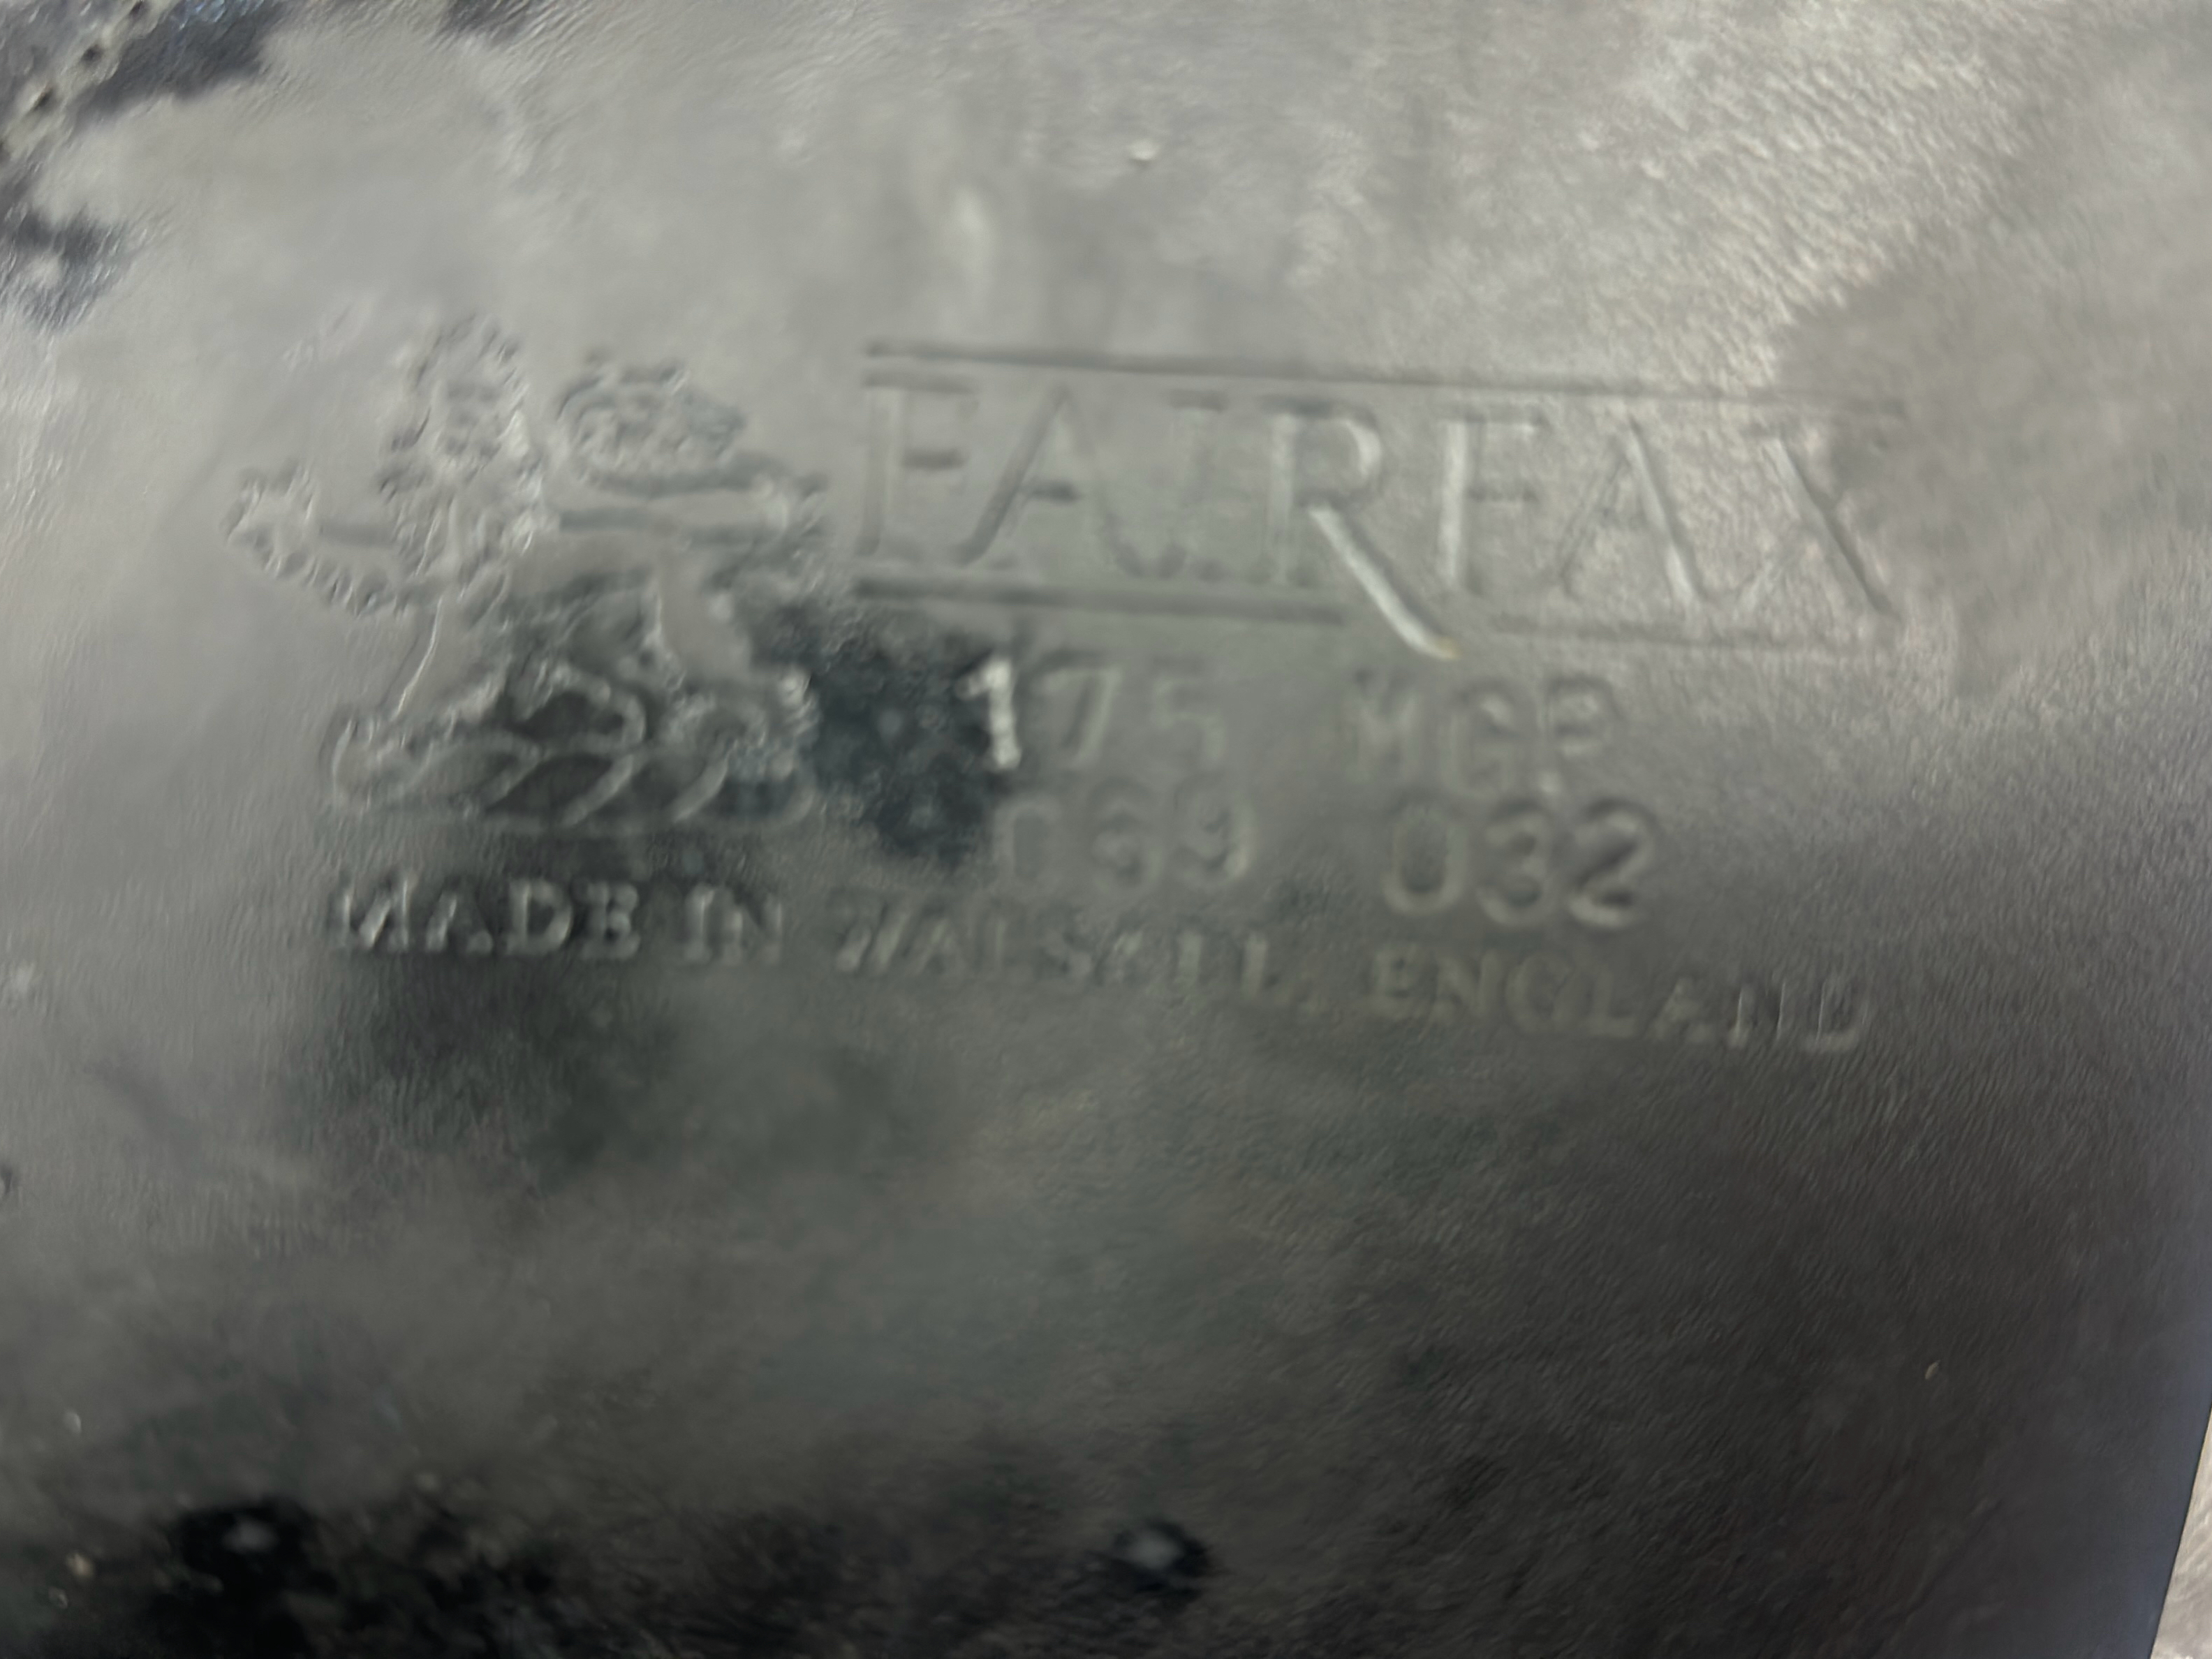 FAIRFAX
175 MGP
069 032
MADE IN WALSALL, ENGLAND